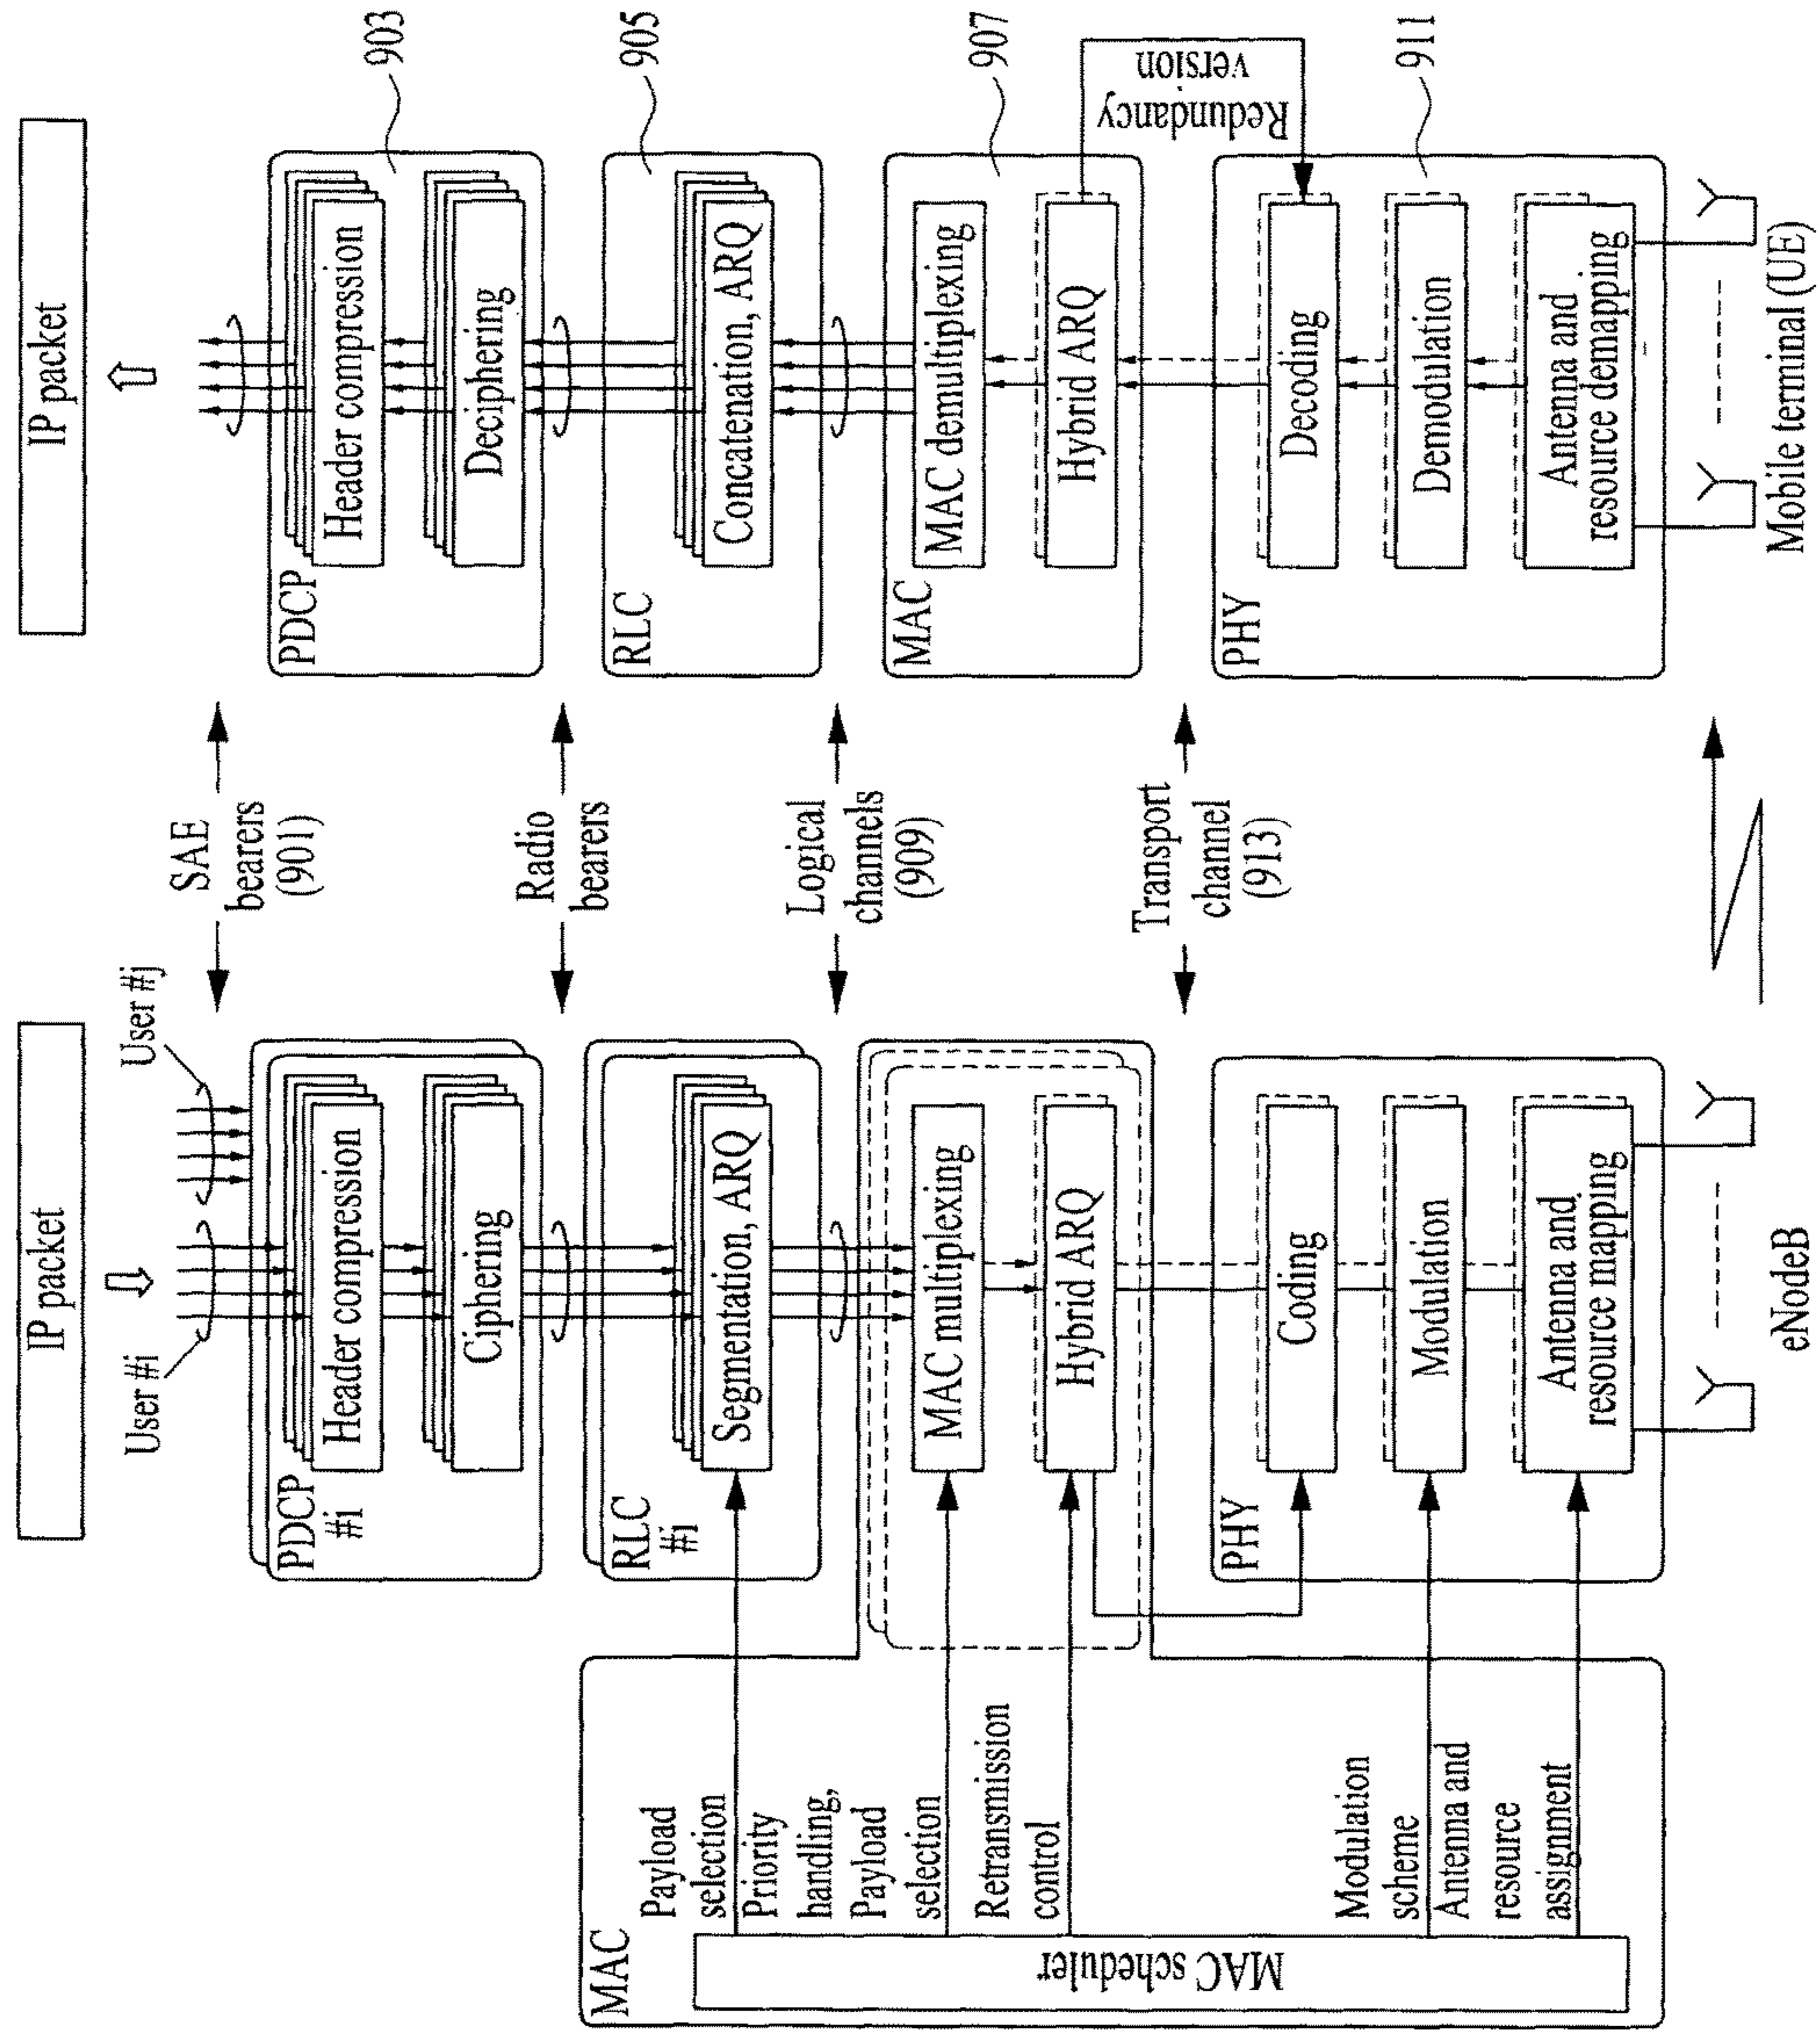 IP packet
User #i
User #j
PDCP
#i
Header compression
Ciphering
RLC
#i
Segmentation, ARQ
MAC
MAC scheduler
Payload
selection
Priority
handling,
Payload
selection
Retransmission
control
Modulation
scheme
Antenna and
resource
assignment
MAC multiplexing
Hybrid ARQ
PHY
Coding
Modulation
Antenna and
resource mapping
eNodeB
SAE
bearers
(901)
Radio
bearers
Logical
channels
(909)
Transport
channel
(913)
IP packet
PDCP
903
Header compression
Deciphering
RLC
905
Concatenation, ARQ
MAC
907
MAC demultiplexing
Hybrid ARQ
Redundancy
version
PHY
911
Decoding
Demodulation
Antenna and
resource demapping
Mobile terminal (UE)